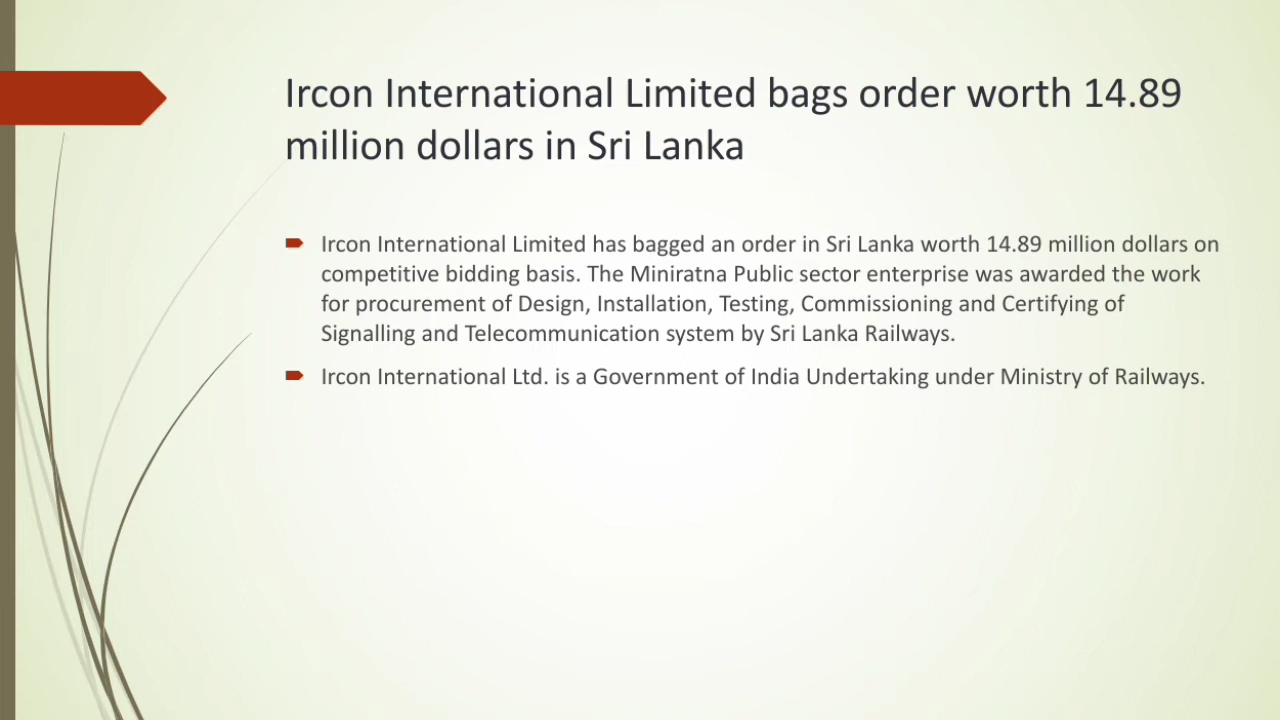 Ircon International Limited bags order worth 14.89
million dollars in Sri Lanka
Ircon International Limited has bagged an order in Sri Lanka worth 14.89 million dollars on
competitive bidding basis. The Miniratna Public sector enterprise was awarded the work
for procurement of Design, Installation, Testing, Commissioning and Certifying of
Signalling and Telecommunication system by Sri Lanka Railways.
Ircon International Ltd. is a Government of India Undertaking under Ministry of Railways.